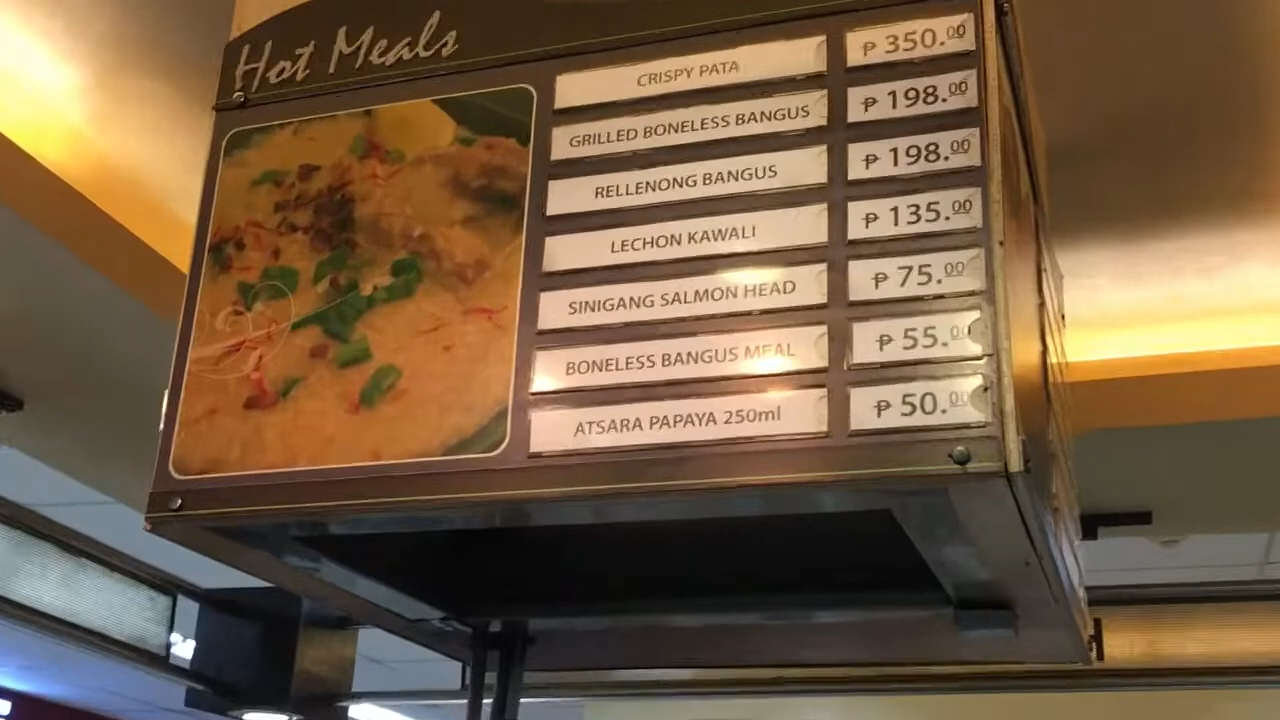 Hot Meals
CRISPY PATA ₱ 350.00
GRILLED BONELESS BANGUS ₱ 198.00
RELLENONG BANGUS ₱ 198.00
LECHON KAWALI ₱ 135.00
SINIGANG SALMON HEAD ₱ 75.00
BONELESS BANGUS MEAL ₱ 55.00
ATSARA PAPAYA 250ml ₱ 50.00